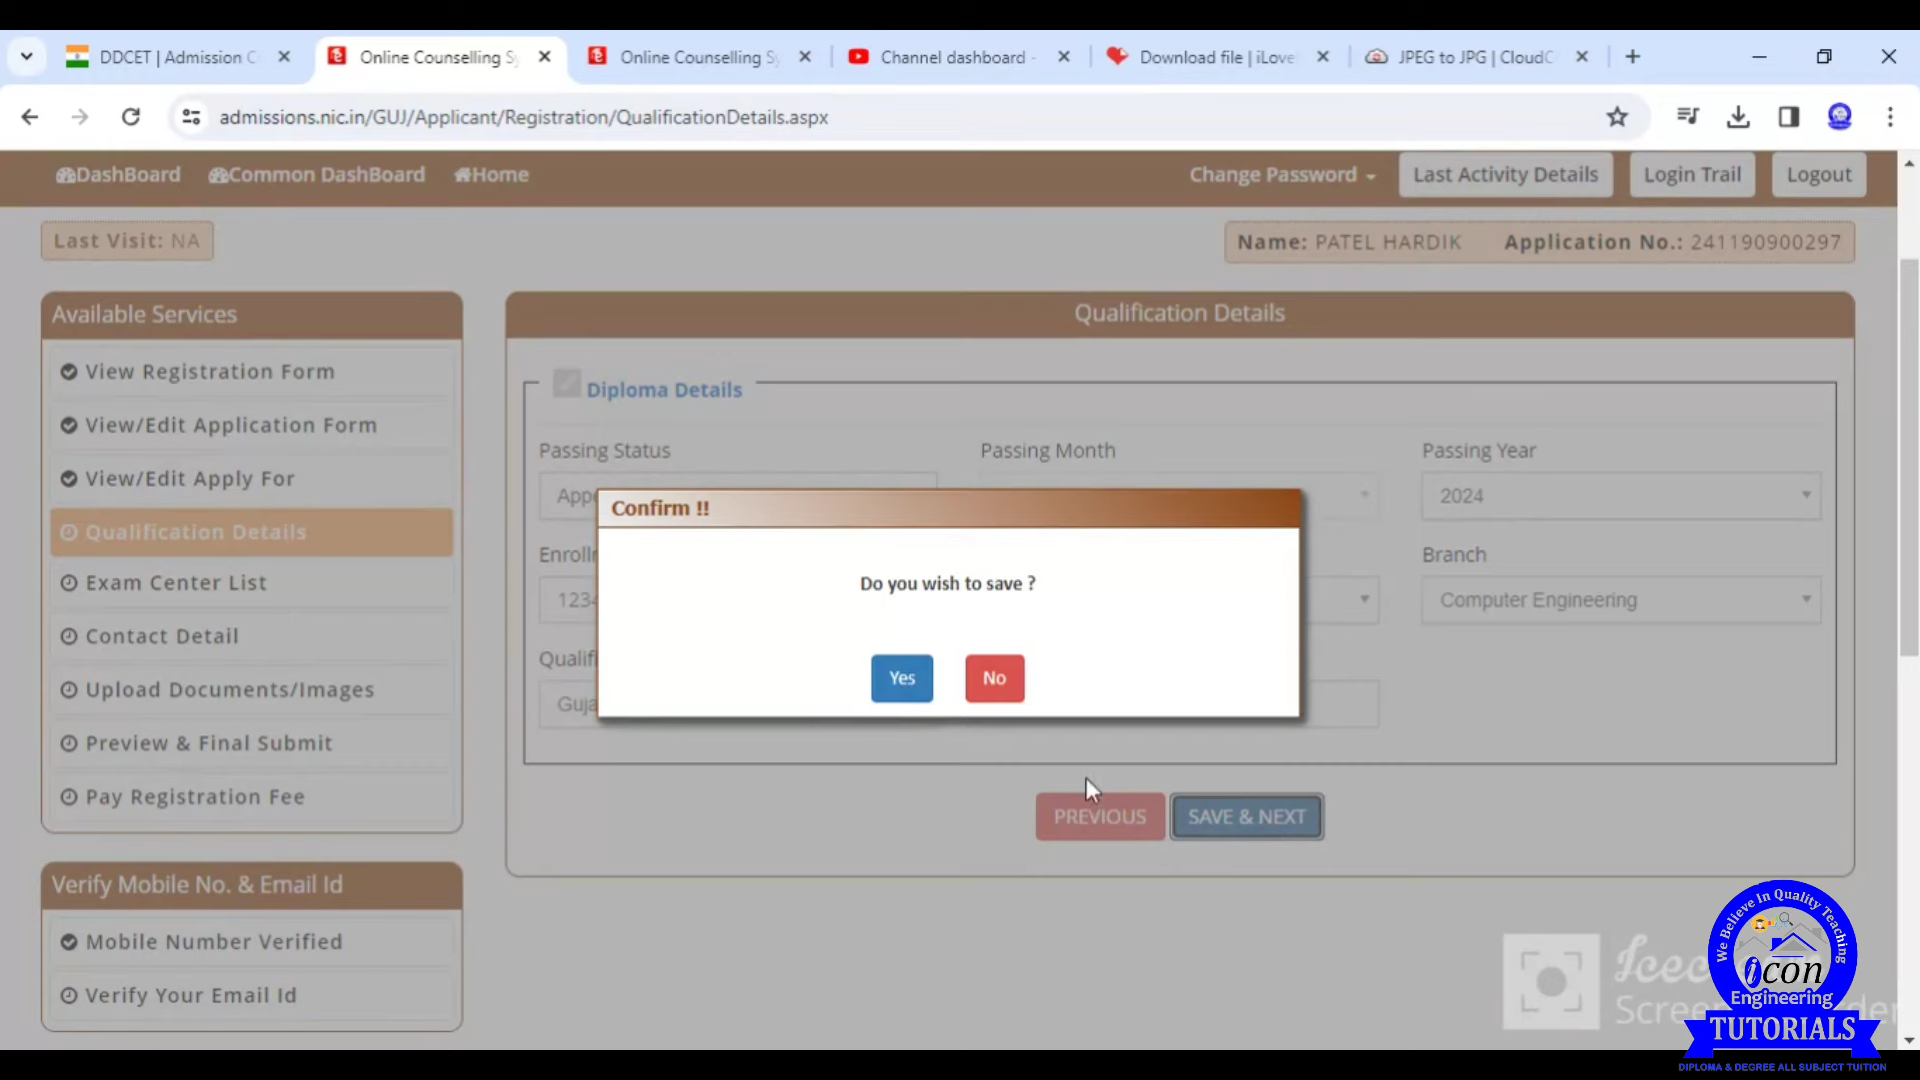 DDCET | Admission C
Online Counselling Sy
Online Counselling Sy
Channel dashboard -
Download file | iLove
JPEG to JPG | CloudC
admissions.nic.in/GUJ/Applicant/Registration/QualificationDetails.aspx
DashBoard
Common DashBoard
Home
Change Password
Last Activity Details
Login Trail
Logout
Last Visit: NA
Name: PATEL HARDIK Application No.: 241190900297
Available Services
View Registration Form
View/Edit Application Form
View/Edit Apply For
Qualification Details
Exam Center List
Contact Detail
Upload Documents/Images
Preview & Final Submit
Pay Registration Fee
Verify Mobile No. & Email Id
Mobile Number Verified
Verify Your Email Id
Qualification Details
Diploma Details
Passing Status
Passing Month
Passing Year
2024
Branch
Computer Engineering
Confirm !!
Do you wish to save ?
Yes
No
PREVIOUS
SAVE & NEXT
We Believe In Quality Teaching
icon
Engineering
TUTORIALS
DIPLOMA & DEGREE ALL SUBJECT TUITION